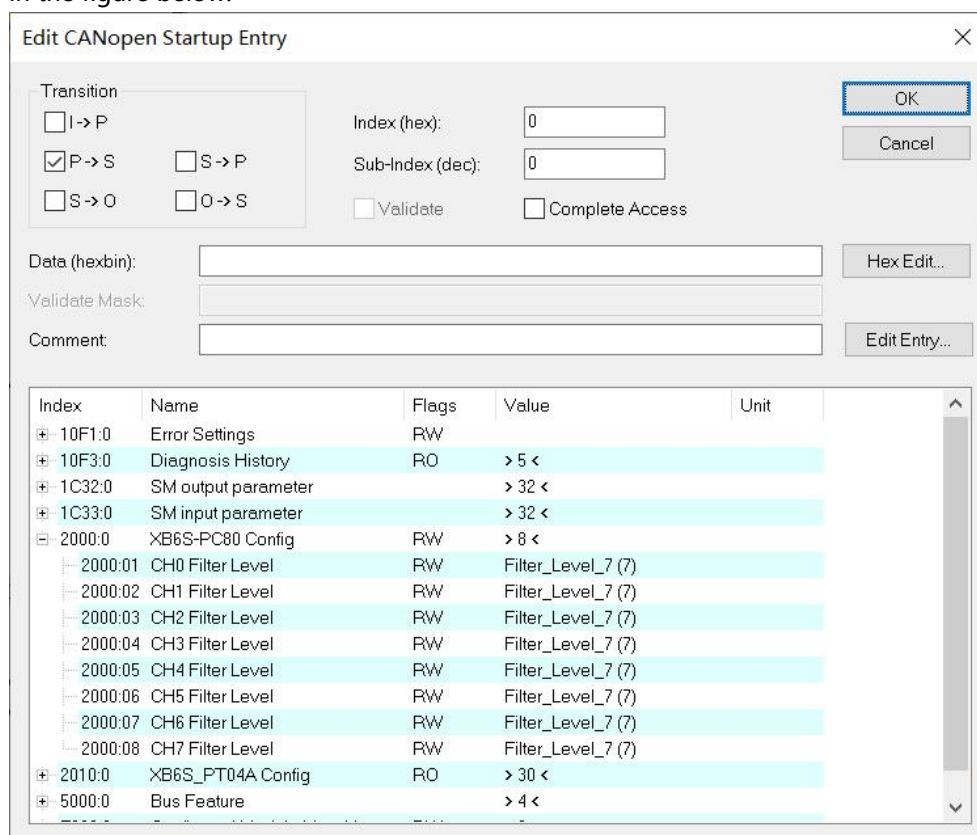 in the figure below.
Edit CANopen Startup Entry
Transition
I -> P
P -> S
S -> P
S -> O
O -> S
Index (hex):
0
Sub-Index (dec):
0
Validate
Complete Access
OK
Cancel
Data (hexbin):
Hex Edit...
Validate Mask:
Comment:
Edit Entry...
Index Name Flags Value Unit
10F1:0 Error Settings RW
10F3:0 Diagnosis History RO > 5 <
1C32:0 SM output parameter > 32 <
1C33:0 SM input parameter > 32 <
2000:0 XB6S-PC80 Config RW > 8 <
2000:01 CH0 Filter Level RW Filter_Level_7 (7)
2000:02 CH1 Filter Level RW Filter_Level_7 (7)
2000:03 CH2 Filter Level RW Filter_Level_7 (7)
2000:04 CH3 Filter Level RW Filter_Level_7 (7)
2000:05 CH4 Filter Level RW Filter_Level_7 (7)
2000:06 CH5 Filter Level RW Filter_Level_7 (7)
2000:07 CH6 Filter Level RW Filter_Level_7 (7)
2000:08 CH7 Filter Level RW Filter_Level_7 (7)
2010:0 XB6S_PT04A Config RO > 30 <
5000:0 Bus Feature > 4 <